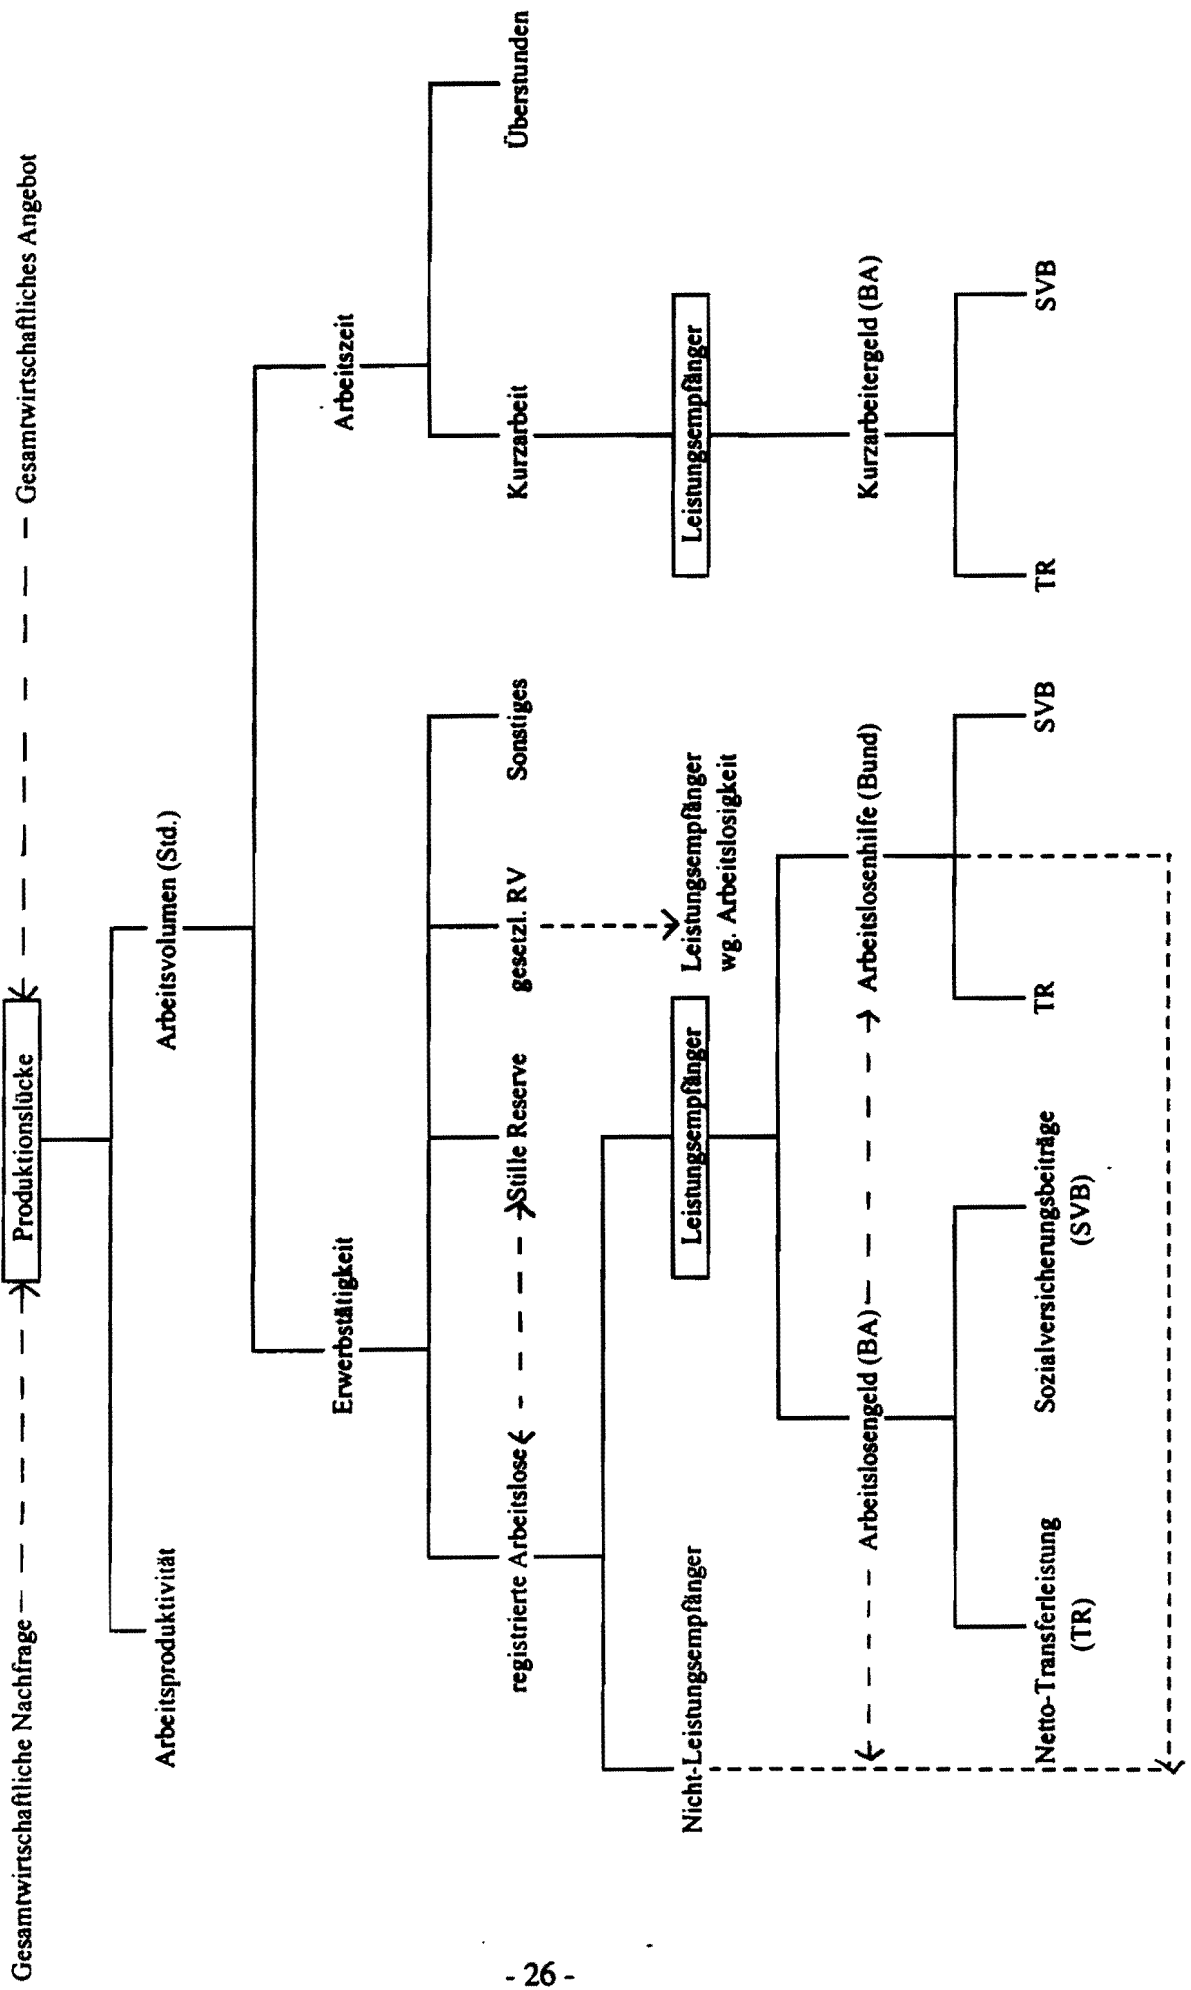 Gesamtwirtschaftliche Nachfrage
Produktionslücke
Gesamtwirtschaftliches Angebot
Arbeitsproduktivität
Arbeitsvolumen (Std.)
Erwerbstätigkeit
Arbeitszeit
registrierte Arbeitslose
Stille Reserve
gesetzl. RV
Sonstiges
Kurzarbeit
Überstunden
Nicht-Leistungsempfänger
Leistungsempfänger
Leistungsempfänger
wg. Arbeitslosigkeit
Leistungsempfänger
Arbeitslosengeld (BA)
Arbeitslosenhilfe (Bund)
Kurzarbeitergeld (BA)
Netto-Transferleistung
(TR)
Sozialversicherungsbeiträge
(SVB)
TR
SVB
TR
SVB
- 26 -